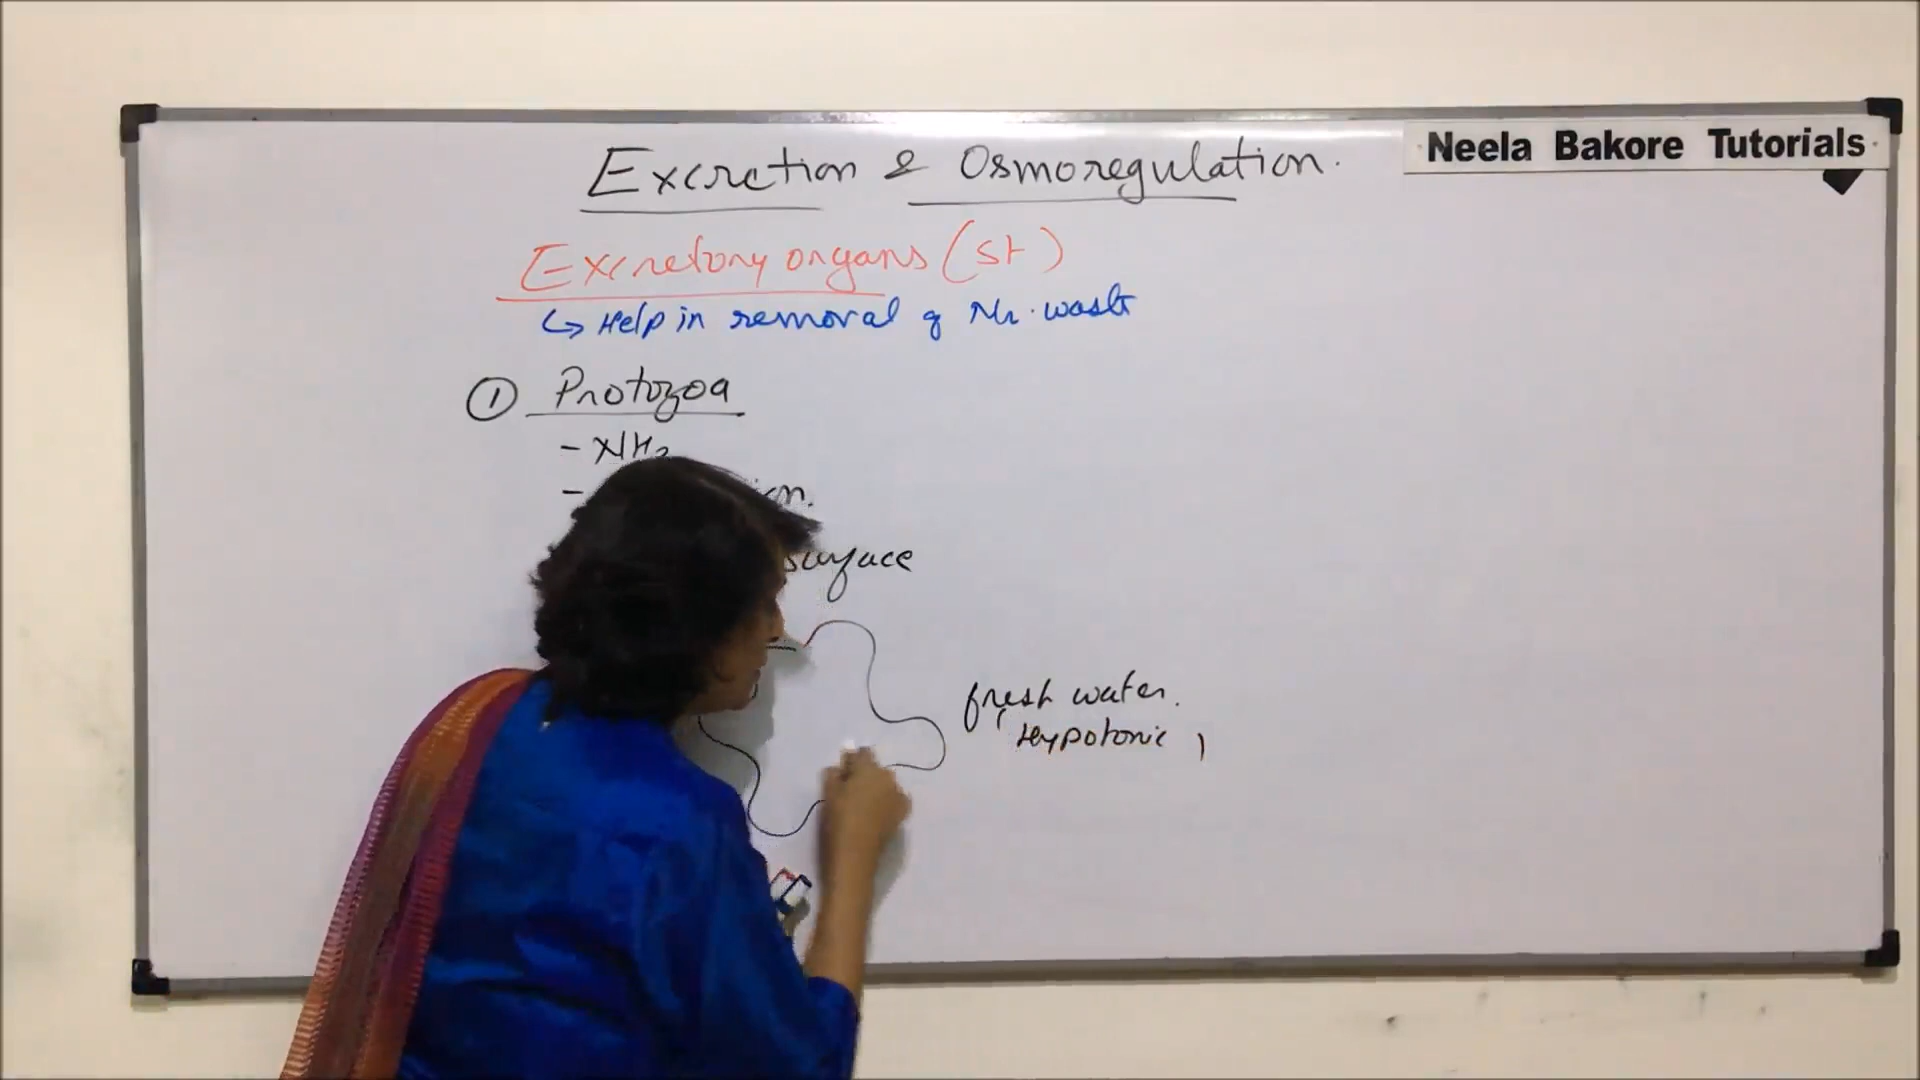 Neela Bakore Tutorials
Excretion & Osmoregulation.
Excretory organs (St)
↳ Help in removal of Nr. waste
① Protozoa
- NH3
-
surface
fresh water.
(Hypotonic)